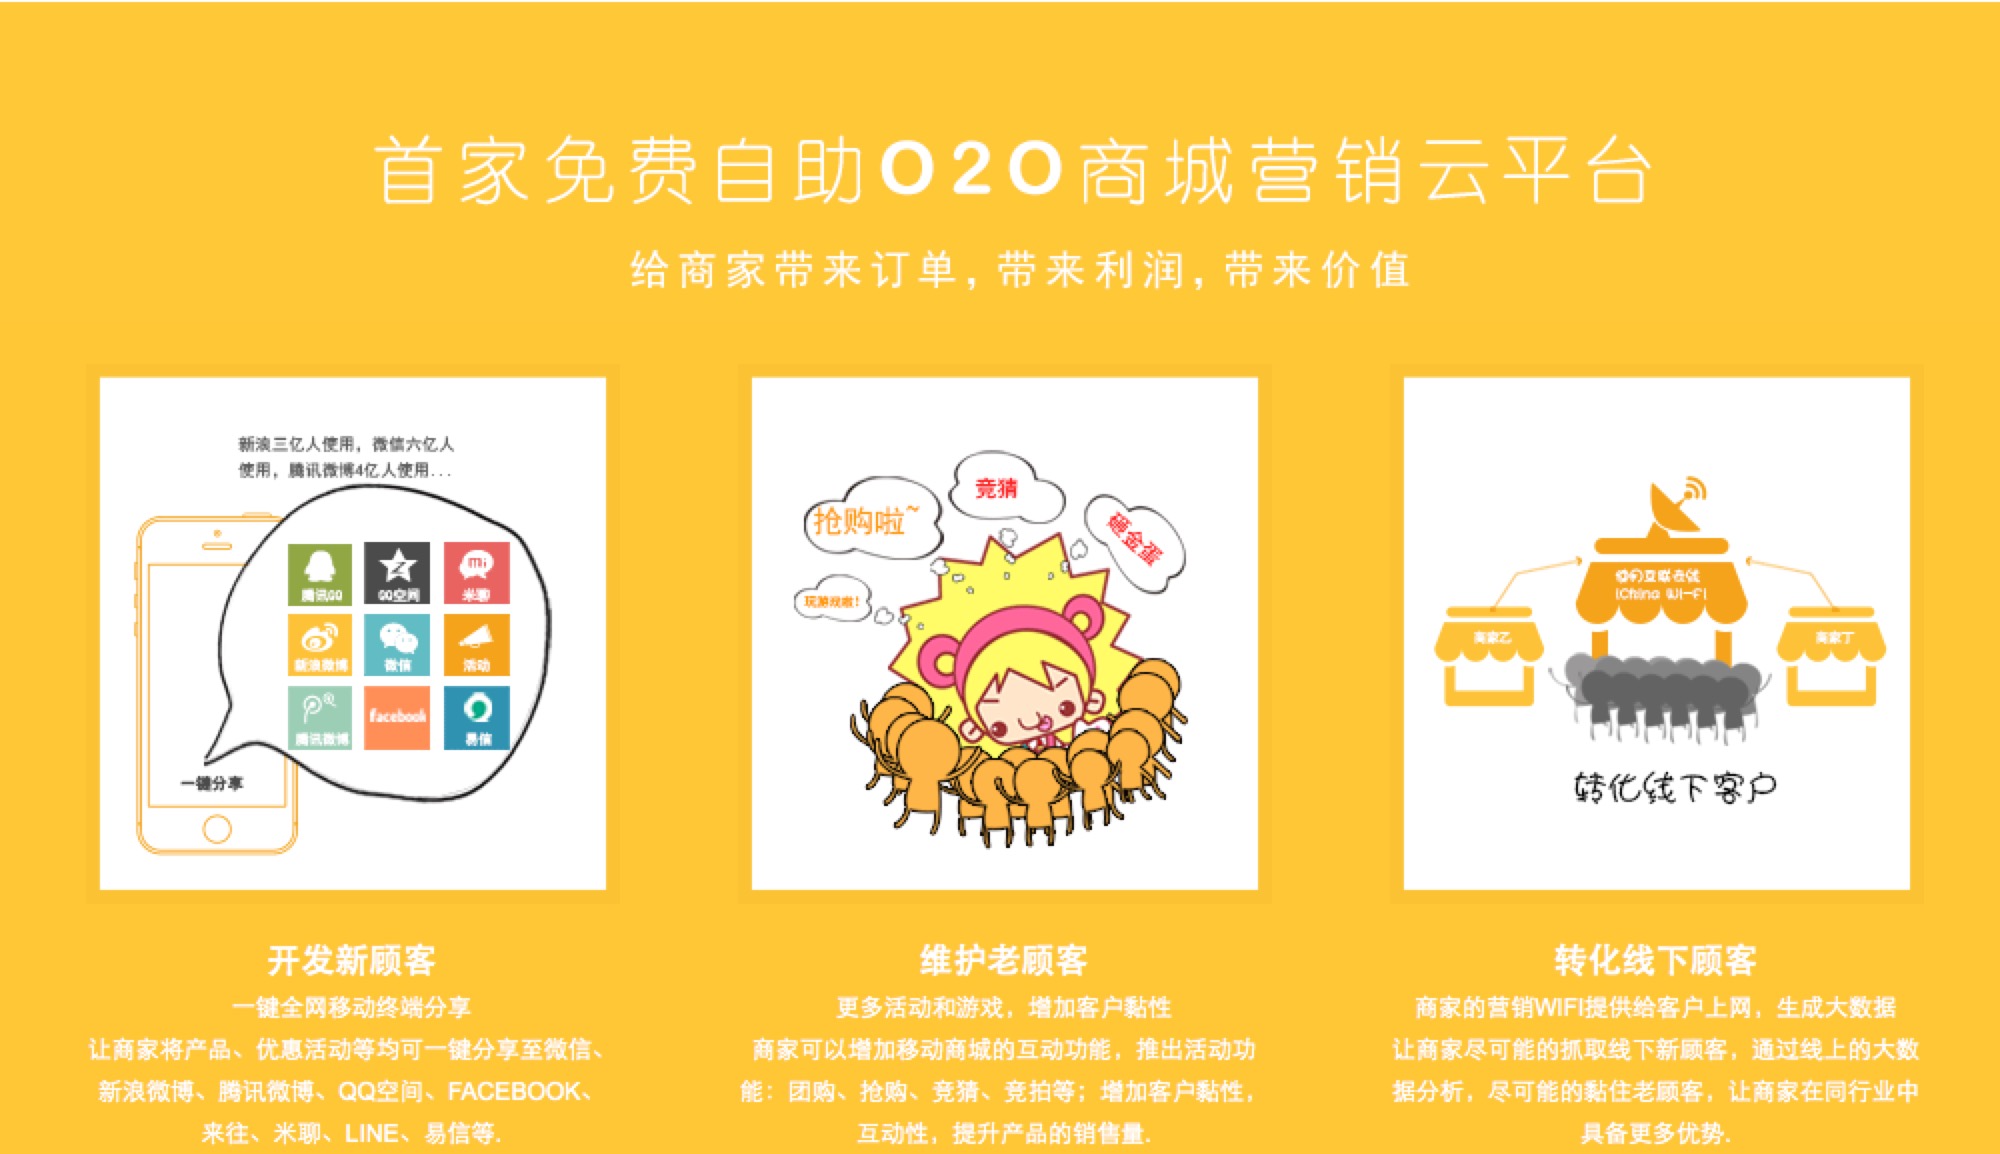 首家免费自助O2O商城营销云平台
给商家带来订单，带来利润，带来价值
新浪三亿人使用，微信六亿人
使用，腾讯微博4亿人使用...
腾讯QQ
QQ空间
米聊
新浪微博
微信
活动
腾讯微博
facebook
易信
一键分享
抢购啦~
竞猜
砸金蛋
玩游戏啦!
商家乙
商家丁
转化线下客户
开发新顾客
一键全网移动终端分享
让商家将产品、优惠活动等均可一键分享至微信、
新浪微博、腾讯微博、QQ空间、FACEBOOK、
来往、米聊、LINE、易信等.
维护老顾客
更多活动和游戏，增加客户黏性
商家可以增加移动商城的互动功能，推出活动功
能：团购、抢购、竞猜、竞拍等；增加客户黏性，
互动性，提升产品的销售量.
转化线下顾客
商家的营销WIFI提供给客户上网，生成大数据
让商家尽可能的抓取线下新顾客，通过线上的大数
据分析，尽可能的黏住老顾客，让商家在同行业中
具备更多优势.